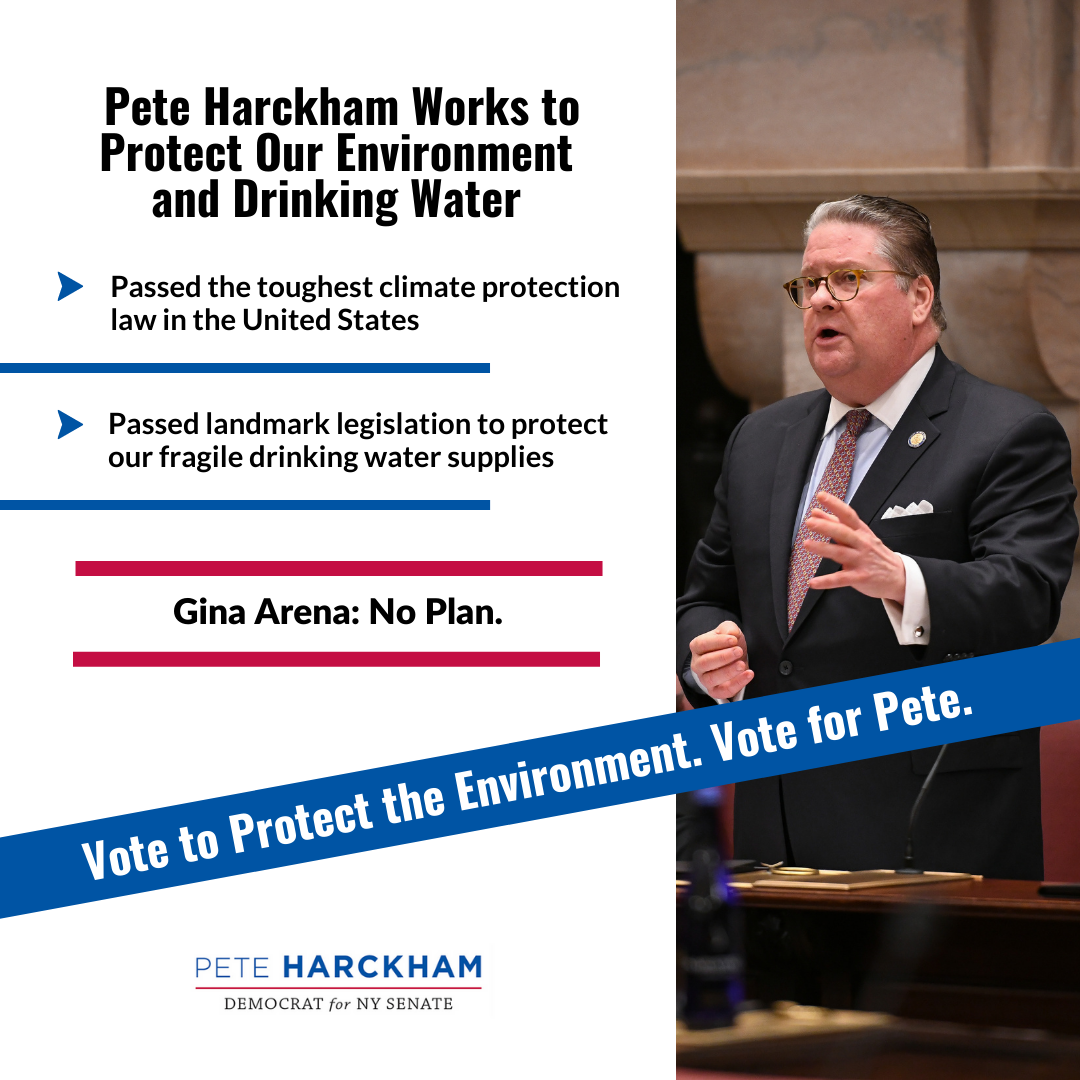 Pete Harckham Works to
Protect Our Environment
and Drinking Water
Passed the toughest climate protection
law in the United States
Passed landmark legislation to protect
our fragile drinking water supplies
Gina Arena: No Plan.
Vote to Protect the Environment. Vote for Pete.
PETE HARCKHAM
DEMOCRAT for NY SENATE